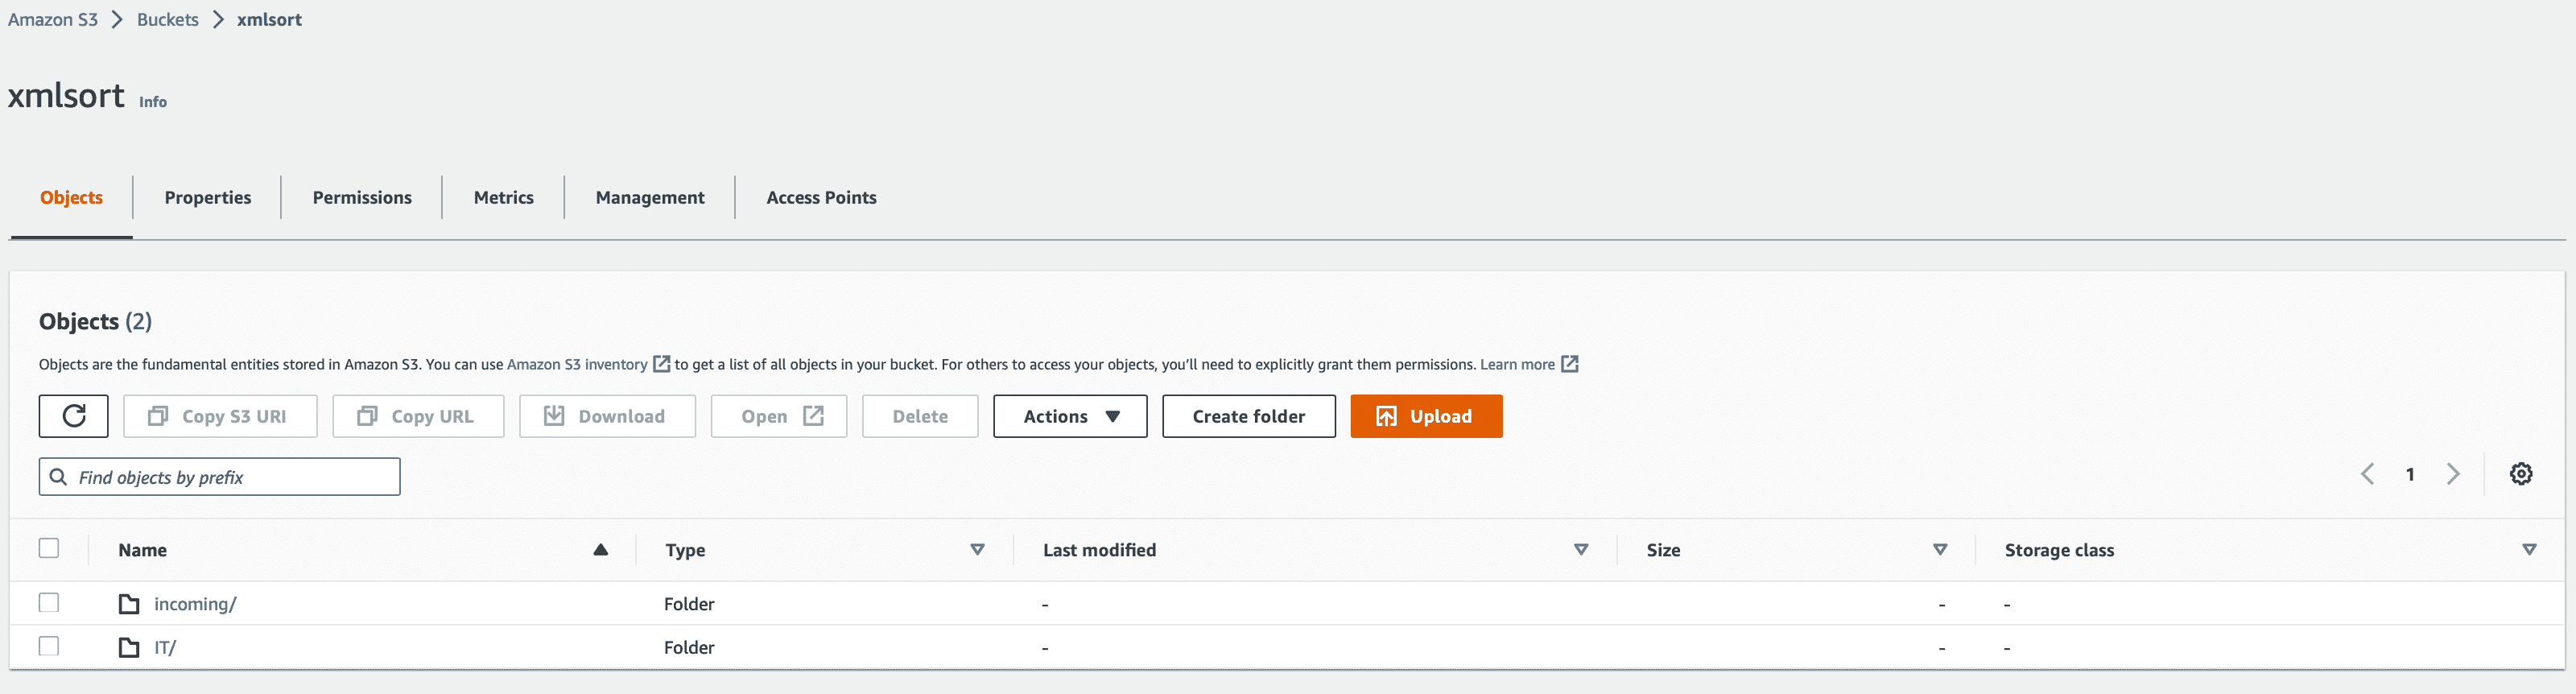 Amazon S3 > Buckets > xmlsort
xmlsort Info
Objects Properties Permissions Metrics Management Access Points
Objects (2)
Objects are the fundamental entities stored in Amazon S3. You can use Amazon S3 inventory to get a list of all objects in your bucket. For others to access your objects, you’ll need to explicitly grant them permissions. Learn more
Copy S3 URI Copy URL Download Open Delete Actions Create folder Upload
Find objects by prefix
1
Name Type Last modified Size Storage class
incoming/ Folder - - -
IT/ Folder - - -